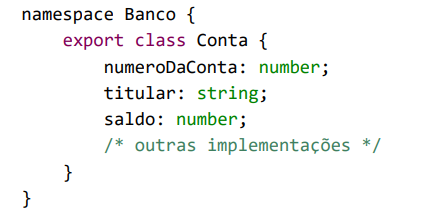 namespace Banco {
    export class Conta {
        numeroDaConta: number;
        titular: string;
        saldo: number;
        /* outras implementações */
    }
}